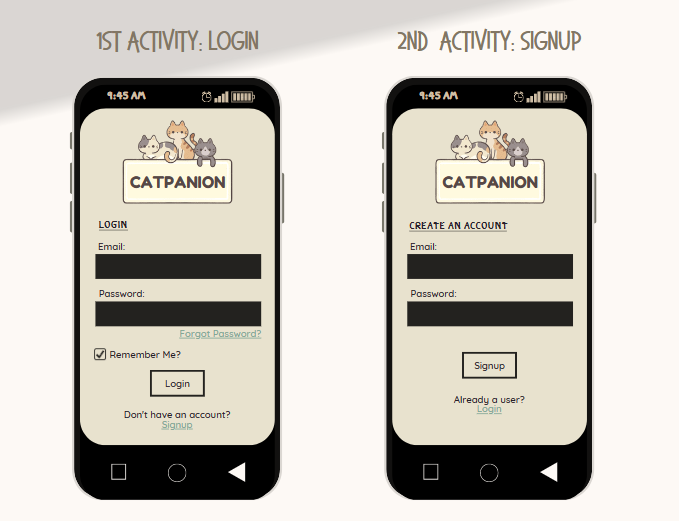 1ST ACTIVITY: LOGIN
9:45 AM
CATPANION
LOGIN
Email:
Password:
Forgot Password?
Remember Me?
Login
Don't have an account?
Signup
2ND ACTIVITY: SIGNUP
9:45 AM
CATPANION
CREATE AN ACCOUNT
Email:
Password:
Signup
Already a user?
Login